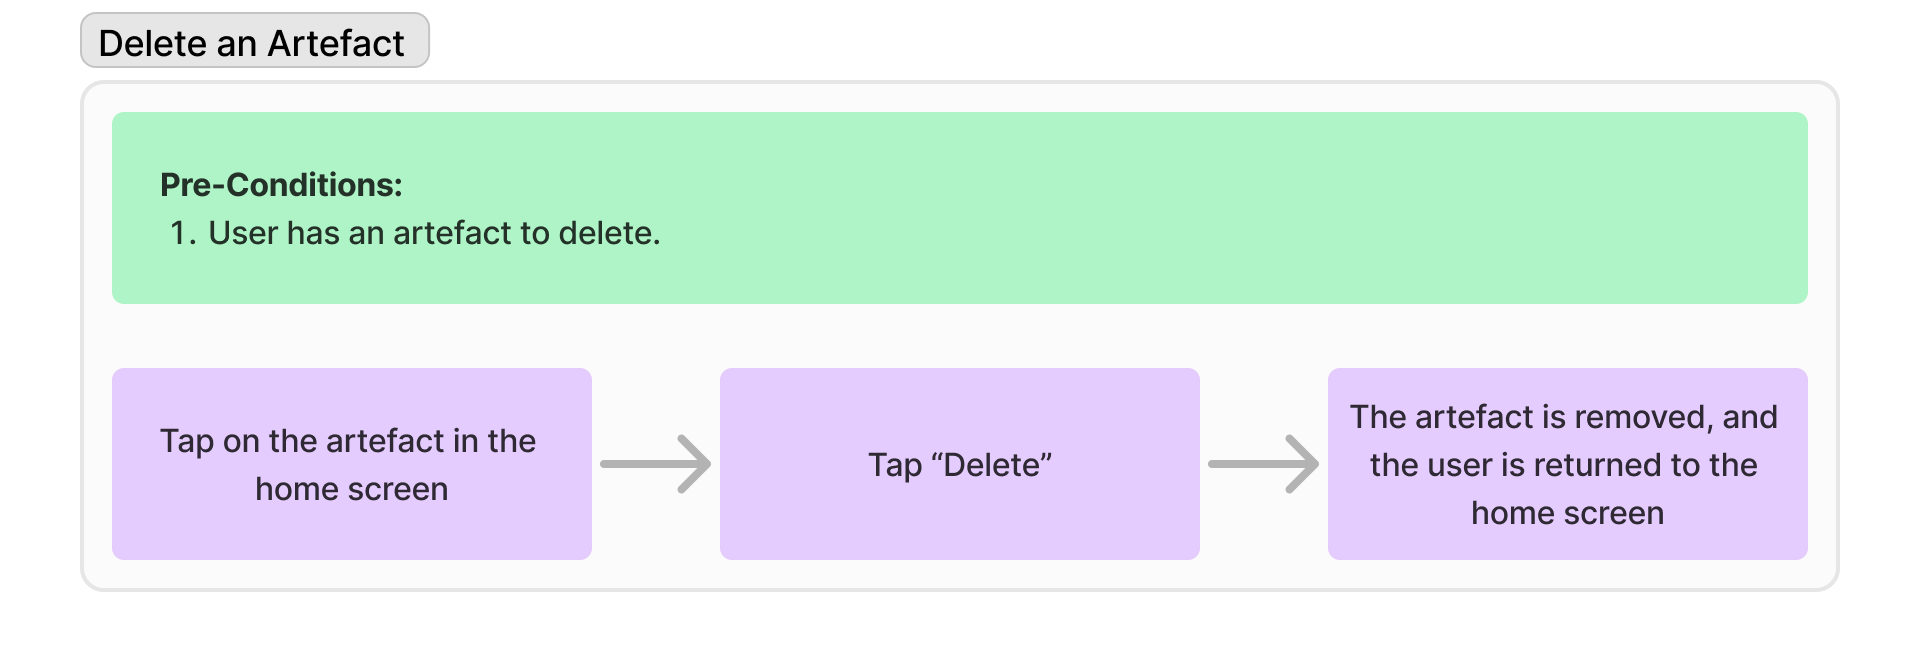 Delete an Artefact
Pre-Conditions:
1. User has an artefact to delete.
Tap on the artefact in the
home screen
Tap “Delete”
The artefact is removed, and
the user is returned to the
home screen